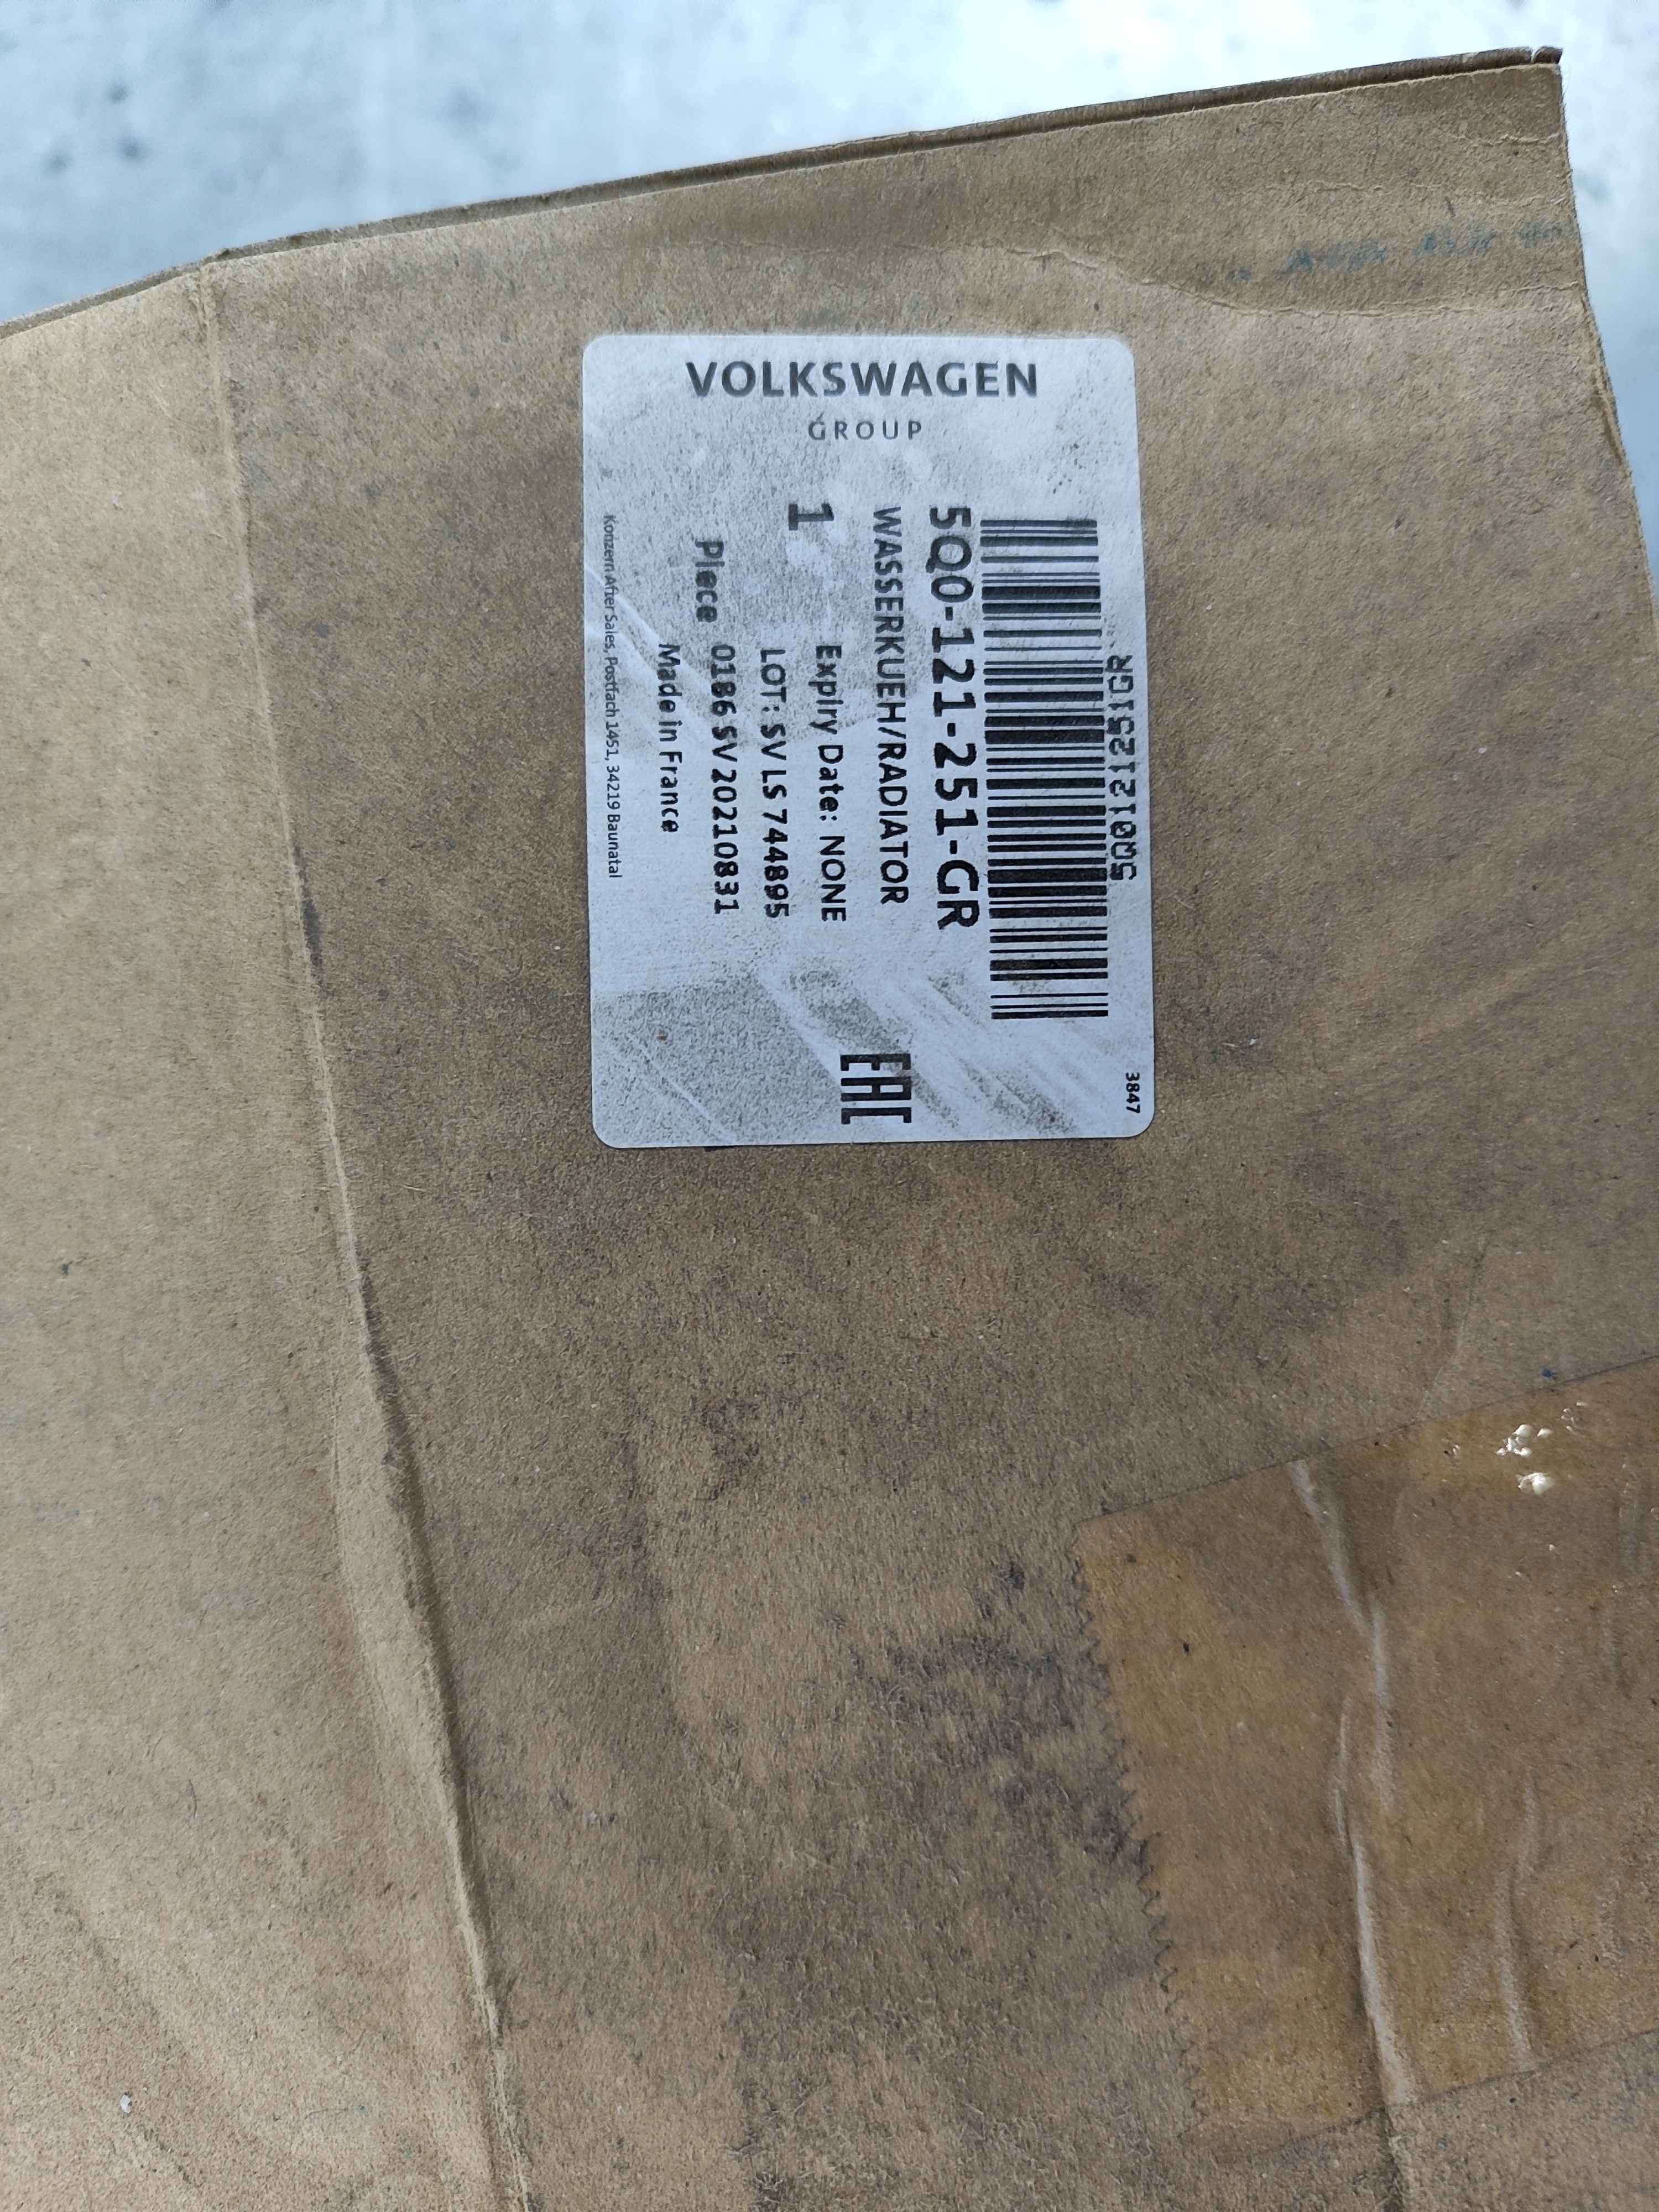 VOLKSWAGEN
GROUP
3847
5Q0121251GR
5Q0-121-251-GR
WASSERKUEH/RADIATOR
1
Expiry Date: NONE
LOT: SV LS 744895
Piece 0186 SV 20210831
Made in France
Konzern After Sales, Postfach 1451, 34219 Baunatal
EAC